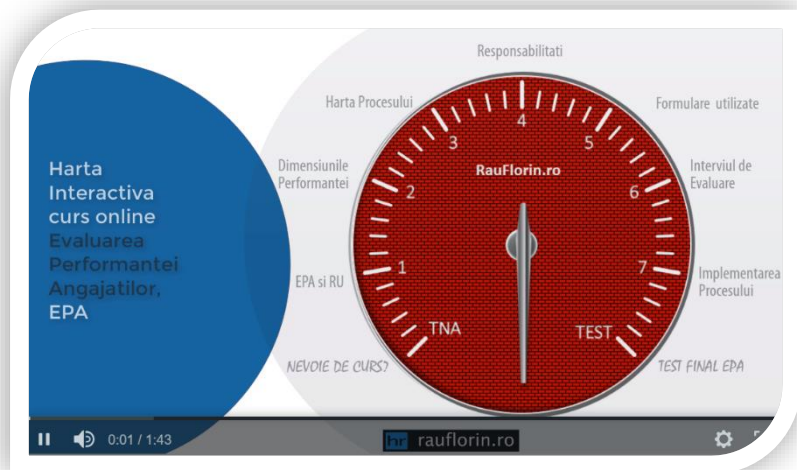 Harta
Interactiva
curs online
Evaluarea
Performantei
Angajatilor,
EPA
Responsabilitati
Harta Procesului
Formulare utilizate
Dimensiunile
Performantei
Interviul de
Evaluare
EPA si RU
Implementarea
Procesului
NEVOIE DE CURS?
TEST FINAL EPA
RauFlorin.ro
TNA
1
2
3
4
5
6
7
TEST
0:01 / 1:43
hr rauflorin.ro